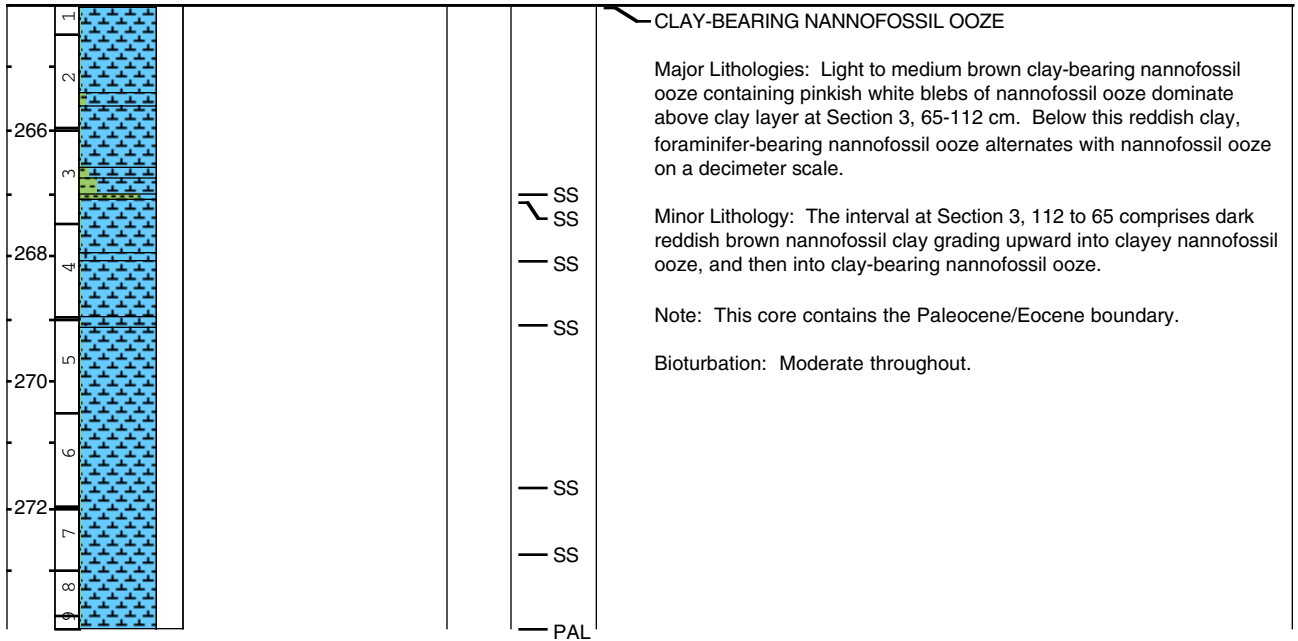 1
2
3
4
5
6
7
8
9
266
268
270
272
SS
SS
SS
SS
SS
SS
PAL
CLAY-BEARING NANNOFOSSIL OOZE
Major Lithologies: Light to medium brown clay-bearing nannofossil
ooze containing pinkish white blebs of nannofossil ooze dominate
above clay layer at Section 3, 65-112 cm. Below this reddish clay,
foraminifer-bearing nannofossil ooze alternates with nannofossil ooze
on a decimeter scale.
Minor Lithology: The interval at Section 3, 112 to 65 comprises dark
reddish brown nannofossil clay grading upward into clayey nannofossil
ooze, and then into clay-bearing nannofossil ooze.
Note: This core contains the Paleocene/Eocene boundary.
Bioturbation: Moderate throughout.